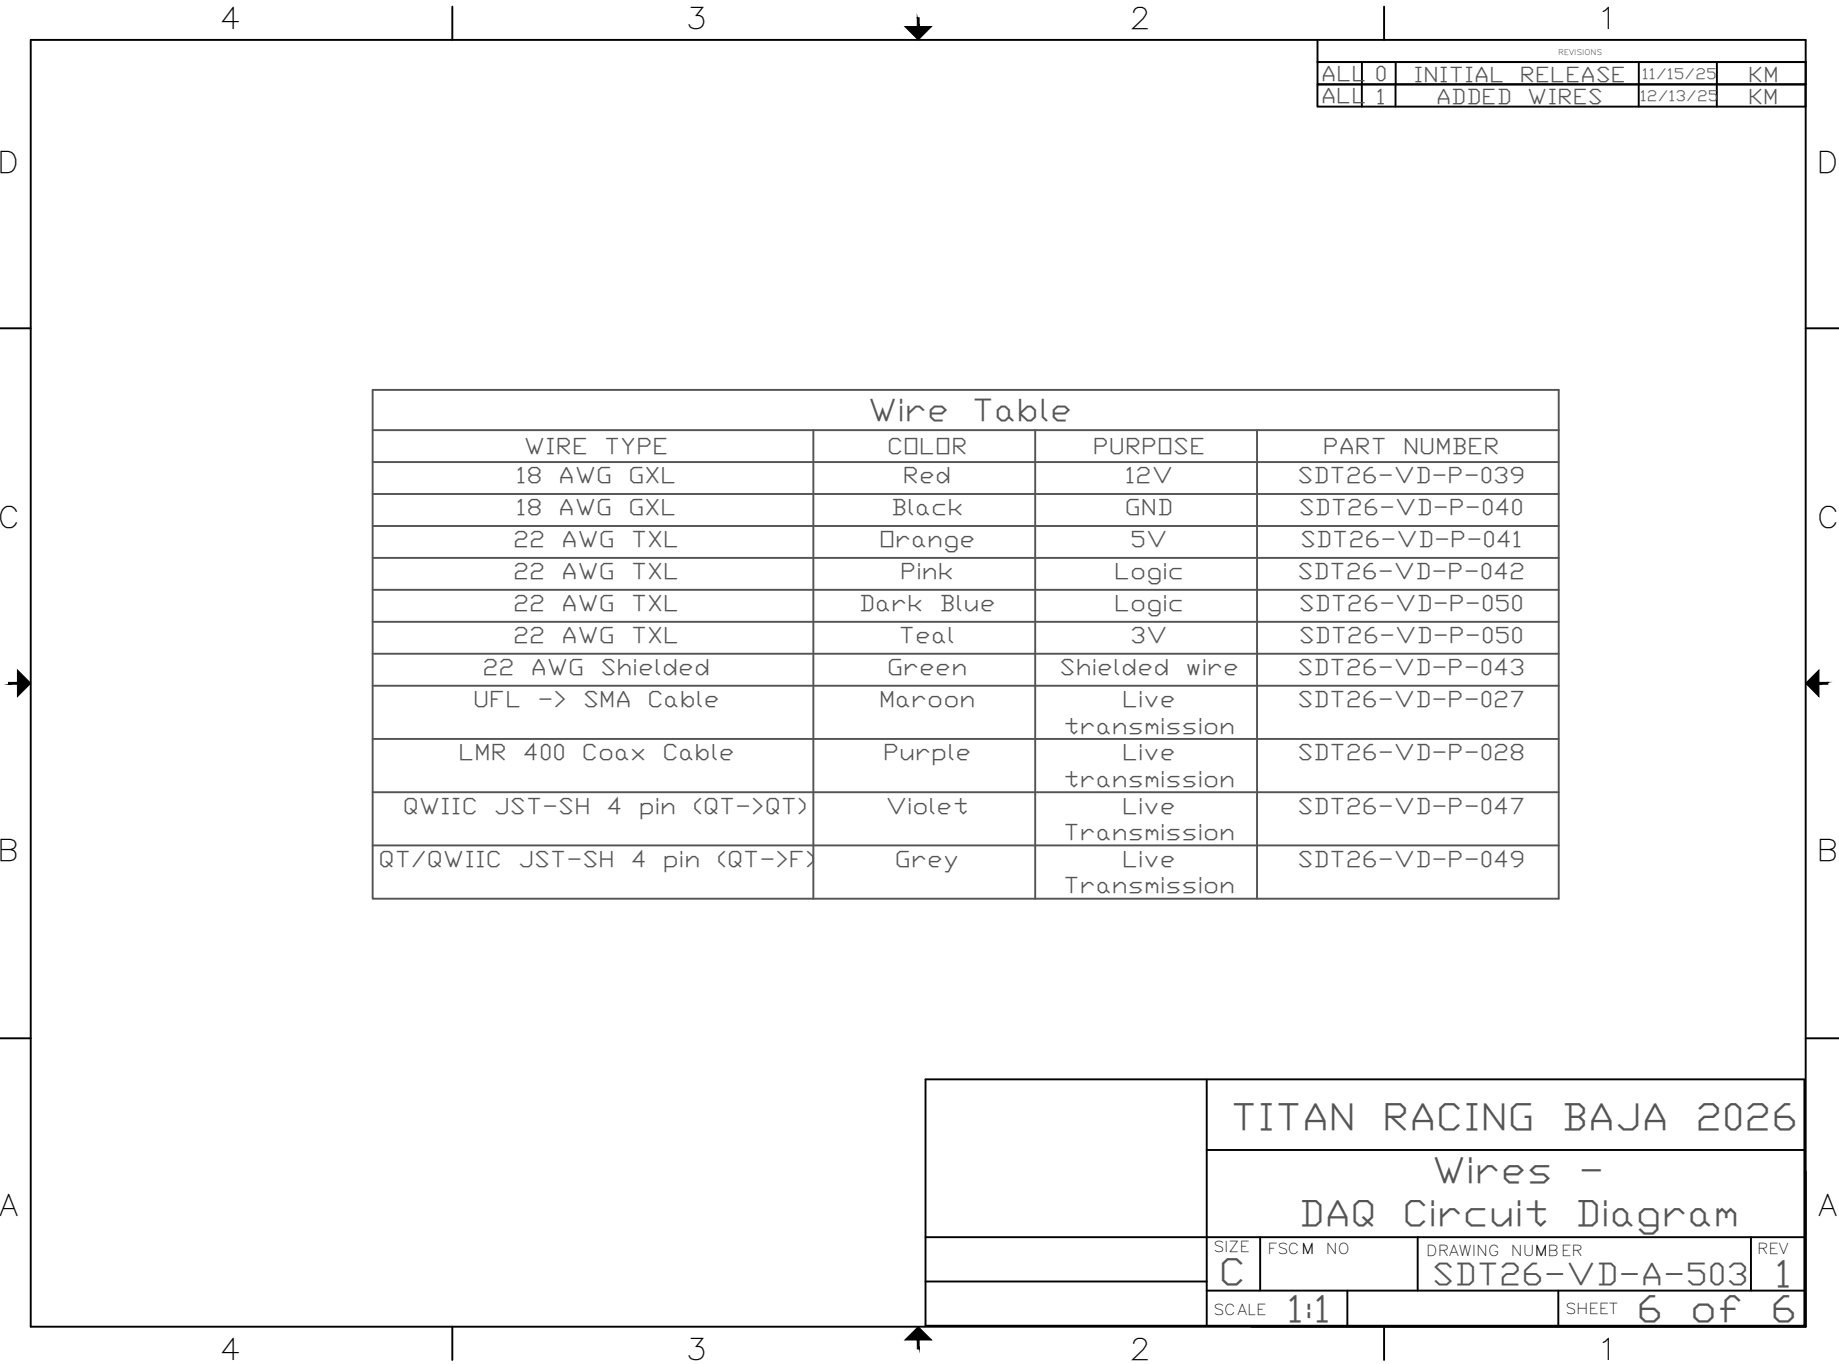 4 3 2 1
REVISIONS
ALL 0 INITIAL RELEASE 11/15/25 KM
ALL 1 ADDED WIRES 12/13/25 KM
D D
Wire Table
WIRE TYPE COLOR PURPOSE PART NUMBER
18 AWG GXL Red 12V SDT26-VD-P-039
18 AWG GXL Black GND SDT26-VD-P-040
C C
22 AWG TXL Orange 5V SDT26-VD-P-041
22 AWG TXL Pink Logic SDT26-VD-P-042
22 AWG TXL Dark Blue Logic SDT26-VD-P-050
22 AWG TXL Teal 3V SDT26-VD-P-050
22 AWG Shielded Green Shielded wire SDT26-VD-P-043
UFL -> SMA Cable Maroon Live SDT26-VD-P-027
transmission
LMR 400 Coax Cable Purple Live SDT26-VD-P-028
transmission
QWIIC JST-SH 4 pin (QT->QT) Violet Live SDT26-VD-P-047
Transmission
B B
QT/QWIIC JST-SH 4 pin (QT->F) Grey Live SDT26-VD-P-049
Transmission
TITAN RACING BAJA 2026
Wires -
A A
DAQ Circuit Diagram
SIZE FSCM NO DRAWING NUMBER REV
C SDT26-VD-A-503 1
SCALE 1:1 SHEET 6 of 6
4 3 2 1